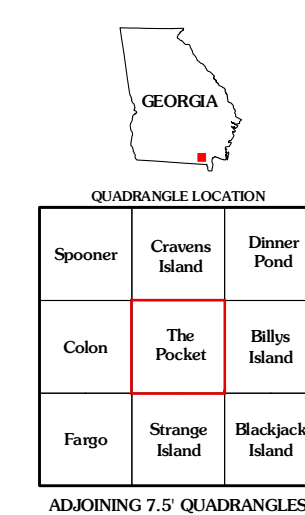 GEORGIA
QUADRANGLE LOCATION
Spooner
Cravens
Island
Dinner
Pond
Colon
The
Pocket
Billys
Island
Fargo
Strange
Island
Blackjack
Island
ADJOINING 7.5' QUADRANGLES